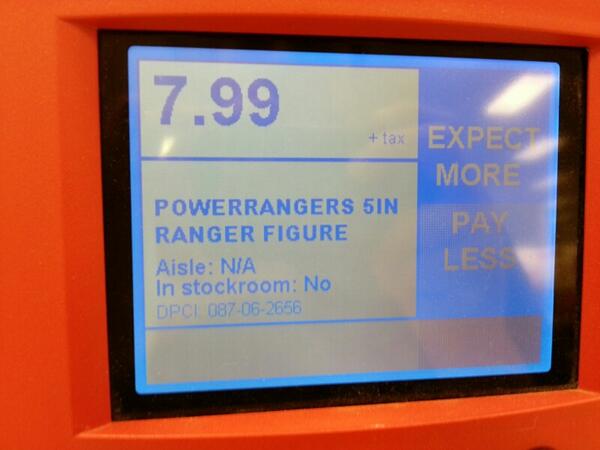 7.99
+ tax
POWERRANGERS 5IN
RANGER FIGURE
Aisle: N/A
In stockroom: No
DPCI: 087-06-2656
EXPECT
MORE
PAY
LESS